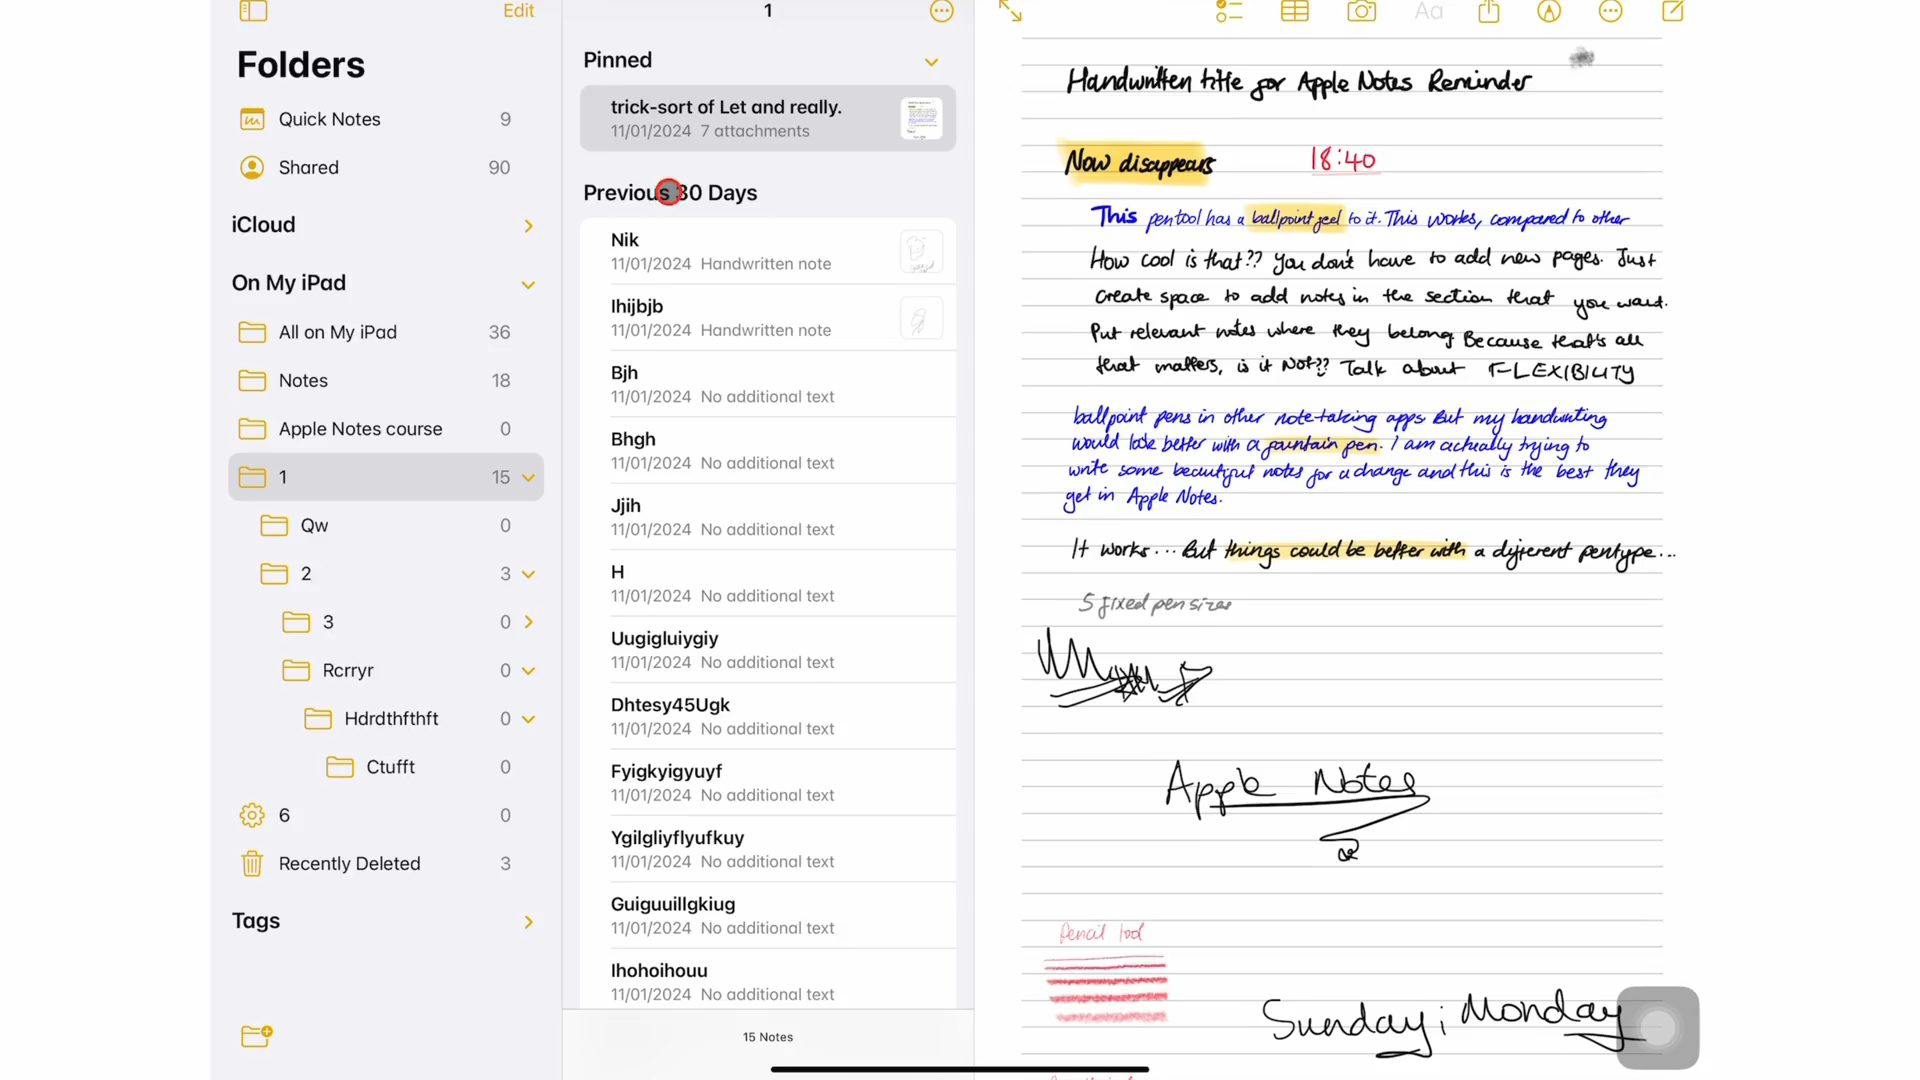 Edit
Folders
Quick Notes 9
Shared 90
iCloud
On My iPad
All on My iPad 36
Notes 18
Apple Notes course 0
1 15
Qw 0
2 3
3 0
Rcrryr 0
Hdrdthfthft 0
Ctufft 0
6 0
Recently Deleted 3
Tags
1
Pinned
trick-sort of Let and really.
11/01/2024 7 attachments
Previous 30 Days
Nik
11/01/2024 Handwritten note
Ihijbjb
11/01/2024 Handwritten note
Bjh
11/01/2024 No additional text
Bhgh
11/01/2024 No additional text
Jjih
11/01/2024 No additional text
H
11/01/2024 No additional text
Uugigluiygiy
11/01/2024 No additional text
Dhtesy45Ugk
11/01/2024 No additional text
Fyigkyigyuyf
11/01/2024 No additional text
Ygilgliyflyufkuy
11/01/2024 No additional text
Guiguuillgkiug
11/01/2024 No additional text
Ihohoihouu
11/01/2024 No additional text
15 Notes
Aa
Handwritten title for Apple Notes Reminder
Now disappears 18:40
This pen tool has a ballpoint feel to it. This works, compared to other
How cool is that?? You don't have to add new pages. Just
create space to add notes in the section that you want.
Put relevant notes where they belong Because that's all
that matters, is it Not?? Talk about FLEXIBILITY
ballpoint pens in other note-taking apps But my handwriting
would look better with a fountain pen. I am actually trying to
write some beautiful notes for a change and this is the best they
get in Apple Notes.
It works... But things could be better with a different pen type...
5 fixed pen sizes
Apple Notes
Pencil tool
Sunday; Monday